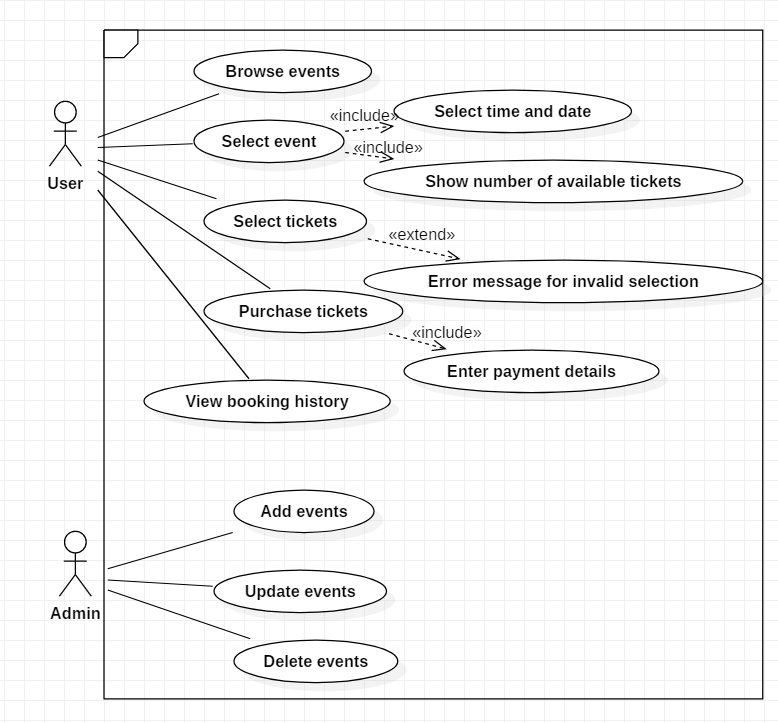 Browse events
«include»
Select time and date
Select event
«include»
Show number of available tickets
User
Select tickets
«extend»
Error message for invalid selection
Purchase tickets
«include»
Enter payment details
View booking history
Add events
Admin
Update events
Delete events